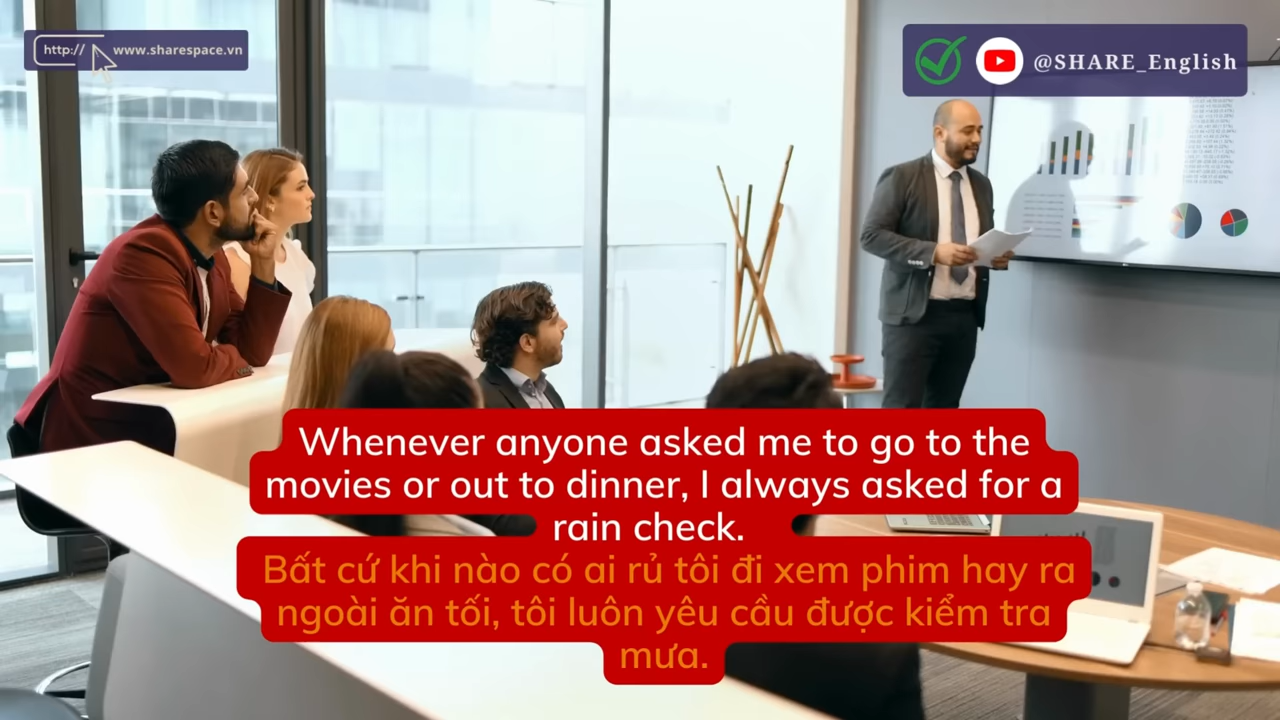 http://
www.sharespace.vn
@SHARE_English
Whenever anyone asked me to go to the
movies or out to dinner, I always asked for a
rain check.
Bất cứ khi nào có ai rủ tôi đi xem phim hay ra
ngoài ăn tối, tôi luôn yêu cầu được kiểm tra
mưa.